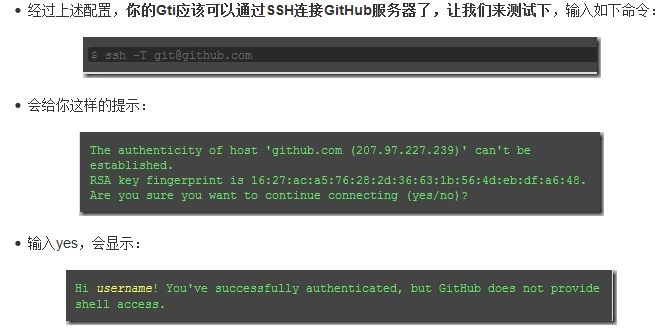 经过上述配置，你的Gti应该可以通过SSH连接GitHub服务器了，让我们来测试下，输入如下命令：
$ ssh -T git@github.com
会给你这样的提示：
The authenticity of host 'github.com (207.97.227.239)' can't be
established.
RSA key fingerprint is 16:27:ac:a5:76:28:2d:36:63:1b:56:4d:eb:df:a6:48.
Are you sure you want to continue connecting (yes/no)?
输入yes，会显示：
Hi username! You've successfully authenticated, but GitHub does not provide
shell access.